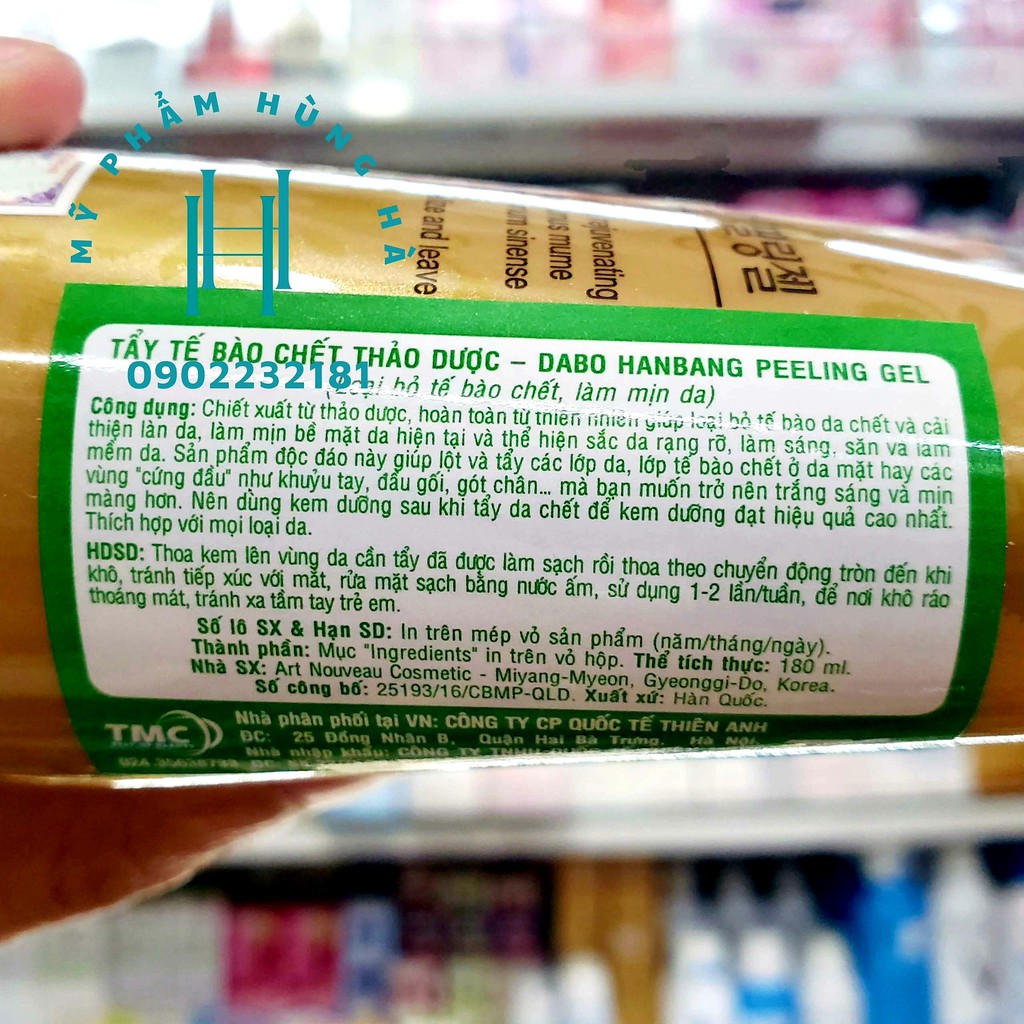 MỸ PHẨM HÙNG HÀ
H
0902232181
ejuvenating
us mume
um sinense
ze and leave
TẨY TẾ BÀO CHẾT THẢO DƯỢC – DABO HANBANG PEELING GEL
(Loại bỏ tế bào chết, làm mịn da)
Công dụng: Chiết xuất từ thảo dược, hoàn toàn từ thiên nhiên giúp loại bỏ tế bào da chết và cải
thiện làn da, làm mịn bề mặt da hiện tại và thể hiện sắc da rạng rỡ, làm sáng, săn và làm
mềm da. Sản phẩm độc đáo này giúp lột và tẩy các lớp da, lớp tế bào chết ở da mặt hay các
vùng "cứng đầu" như khuỷu tay, đầu gối, gót chân... mà bạn muốn trở nên trắng sáng và mịn
màng hơn. Nên dùng kem dưỡng sau khi tẩy da chết để kem dưỡng đạt hiệu quả cao nhất.
Thích hợp với mọi loại da.
HDSD: Thoa kem lên vùng da cần tẩy đã được làm sạch rồi thoa theo chuyển động tròn đến khi
khô, tránh tiếp xúc với mắt, rửa mặt sạch bằng nước ấm, sử dụng 1-2 lần/tuần, để nơi khô ráo
thoáng mát, tránh xa tầm tay trẻ em.
Số lô SX & Hạn SD: In trên mép vỏ sản phẩm (năm/tháng/ngày).
Thành phần: Mục "Ingredients" in trên vỏ hộp. Thể tích thực: 180 ml.
Nhà SX: Art Nouveau Cosmetic - Miyang-Myeon, Gyeonggi-Do, Korea.
Số công bố: 25193/16/CBMP-QLD. Xuất xứ: Hàn Quốc.
TMC
Nhà phân phối tại VN: CÔNG TY CP QUỐC TẾ THIÊN ANH
ĐC: 25 Đồng Nhân B, Quận Hai Bà Trưng, Hà Nội
Nhà nhập khẩu: CÔNG TY TNHH